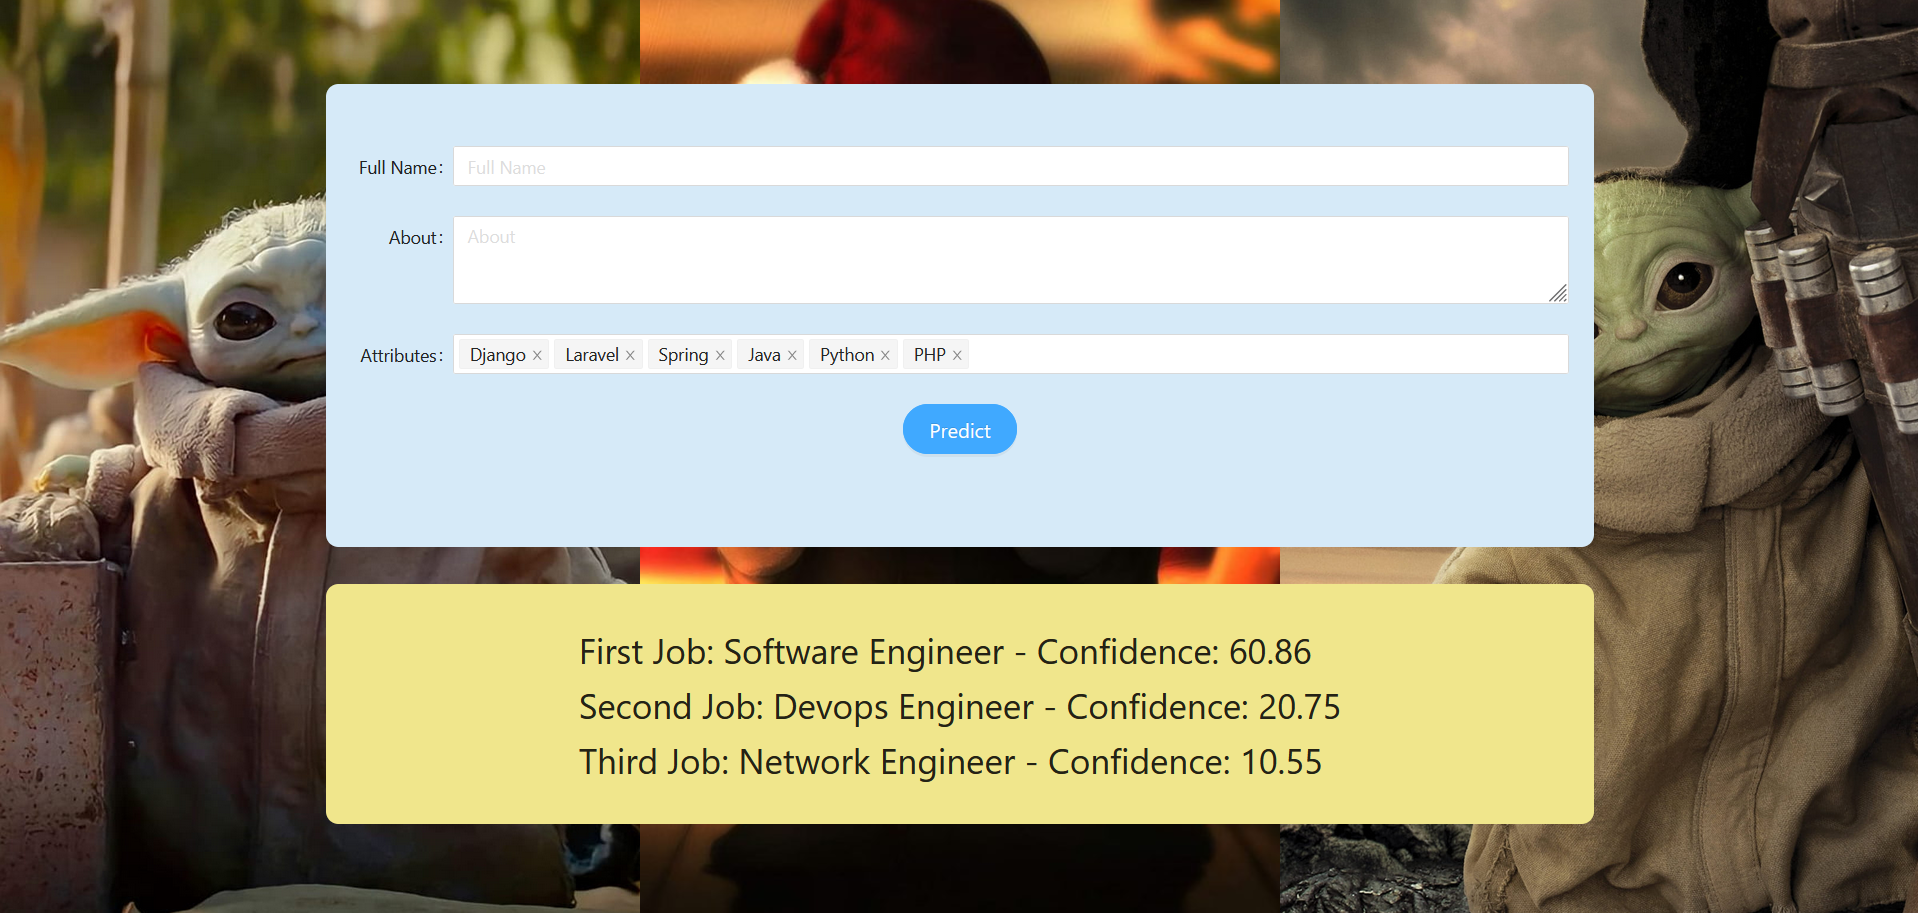 Full Name: Full Name
About: About
Attributes: Django × Laravel × Spring × Java × Python × PHP ×
Predict
First Job: Software Engineer - Confidence: 60.86
Second Job: Devops Engineer - Confidence: 20.75
Third Job: Network Engineer - Confidence: 10.55